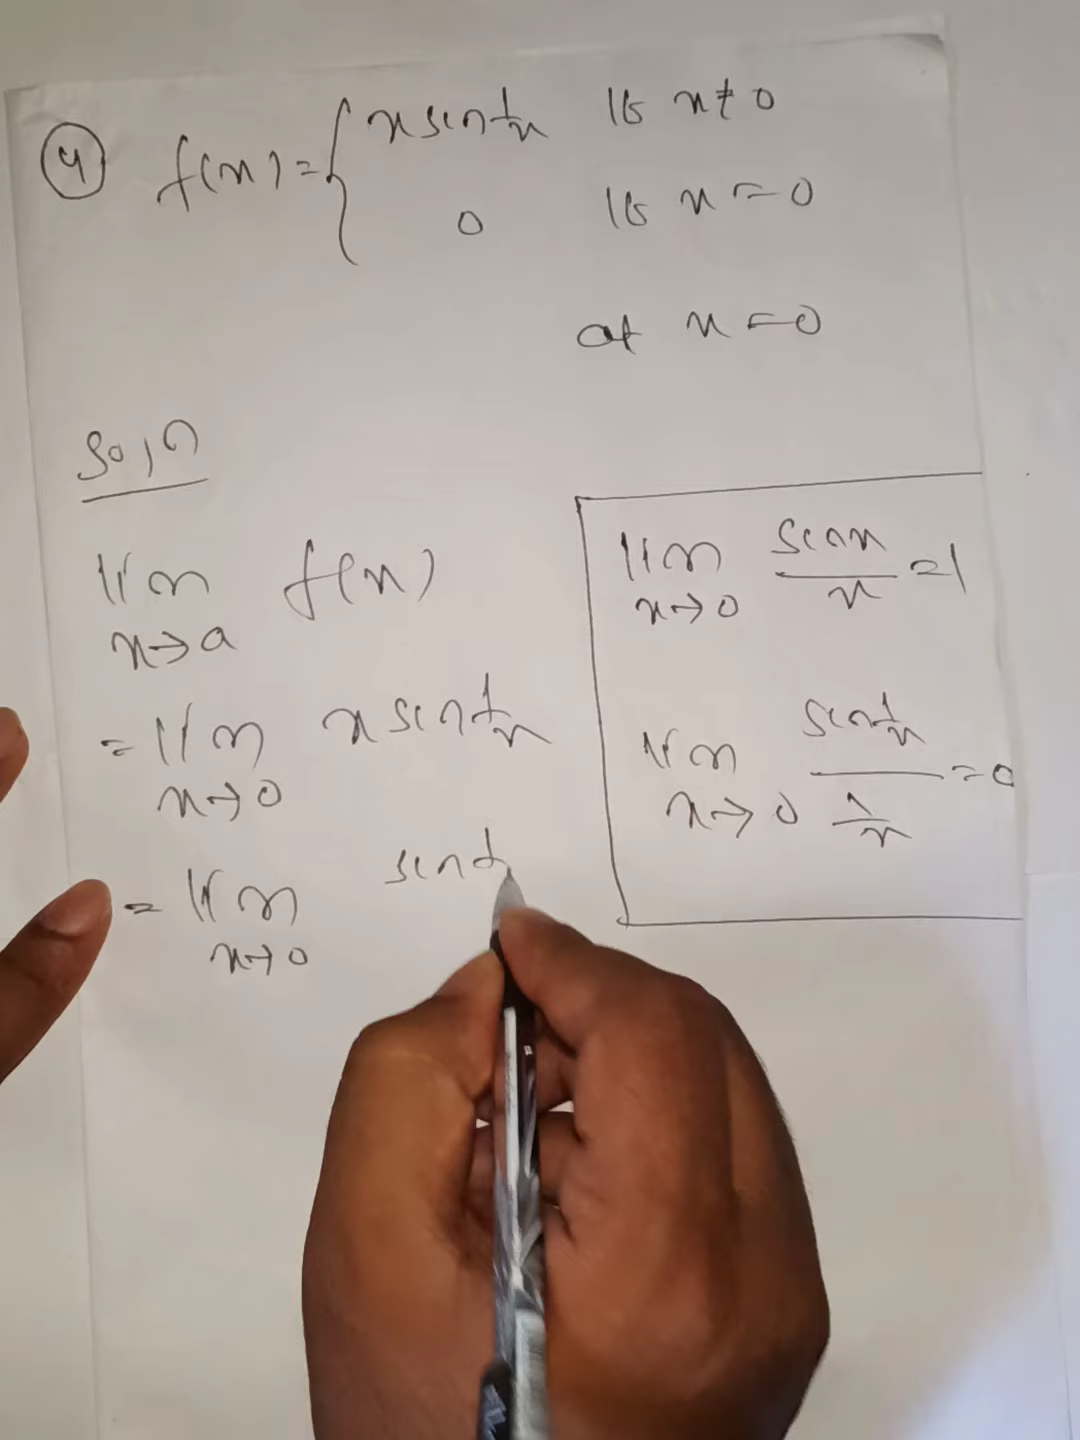 ④ f(x) = { x sin 1/x if x ≠ 0
0 if x = 0
at x = 0
Soln
lim f(x)
x→a
= lim x sin 1/x
x→0
= lim sin 1/
x→0
lim sinx/x = 1
x→0
lim sin 1/x / 1/x = 0
x→0